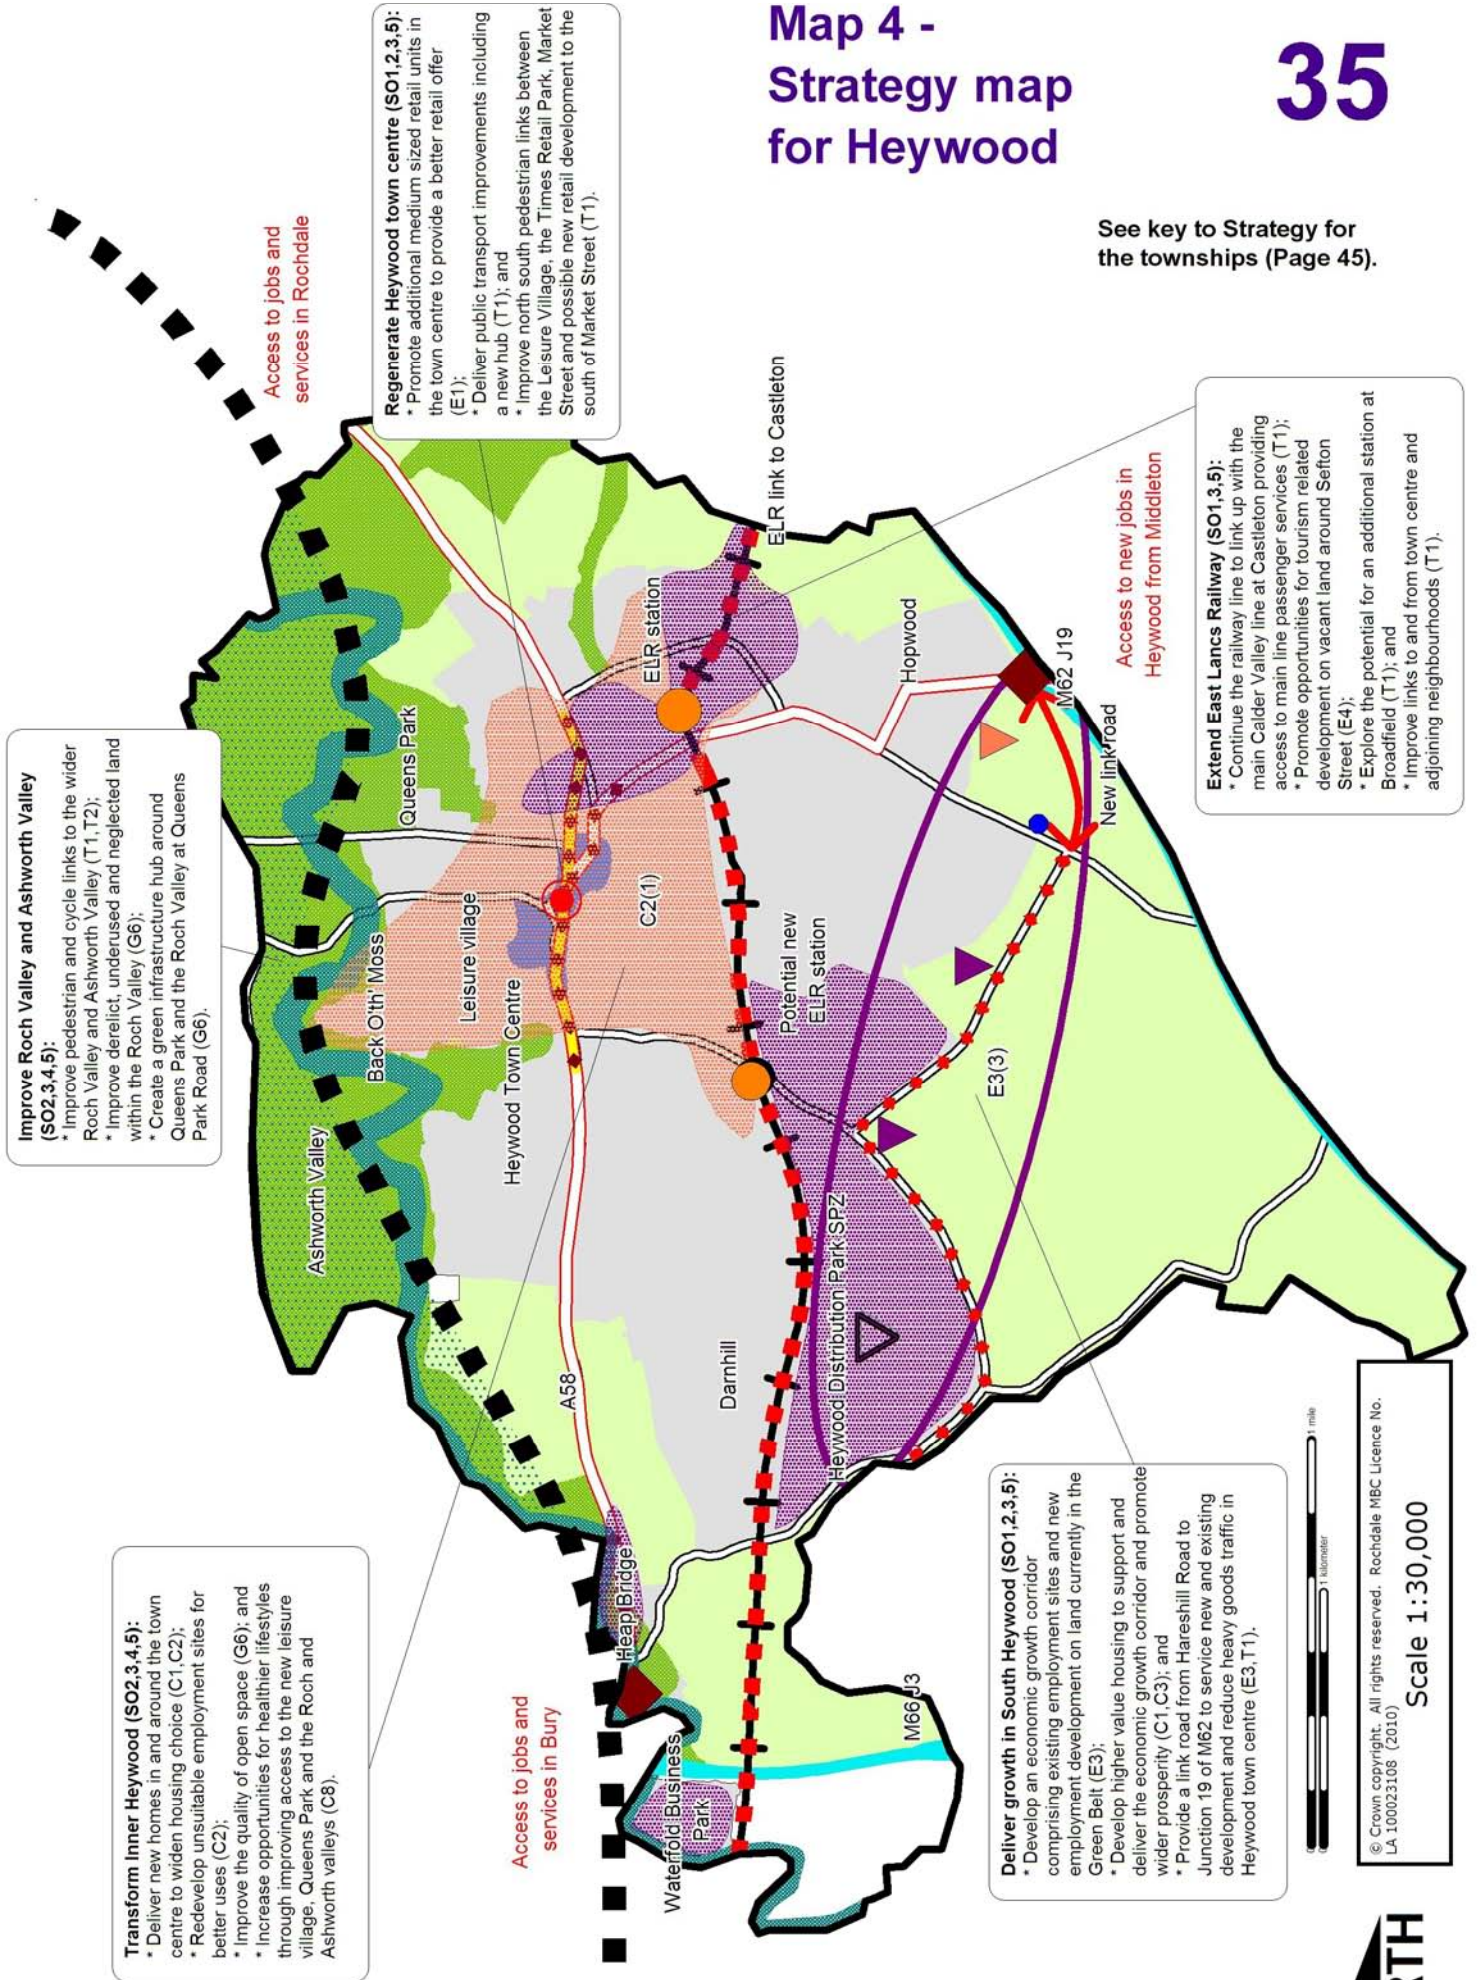 Map 4 -
Strategy map
for Heywood
35
See key to Strategy for
the townships (Page 45).
Improve Roch Valley and Ashworth Valley
(SO2,3,4,5):
* Improve pedestrian and cycle links to the wider
Roch Valley and Ashworth Valley (T1,T2);
* Improve derelict, underused and neglected land
within the Roch Valley (G6);
* Create a green infrastructure hub around
Queens Park and the Roch Valley at Queens
Park Road (G6).
Regenerate Heywood town centre (SO1,2,3,5):
* Promote additional medium sized retail units in
the town centre to provide a better retail offer
(E1);
* Deliver public transport improvements including
a new hub (T1); and
* Improve north south pedestrian links between
the Leisure Village, the Times Retail Park, Market
Street and possible new retail development to the
south of Market Street (T1).
Transform Inner Heywood (SO2,3,4,5):
* Deliver new homes in and around the town
centre to widen housing choice (C1,C2);
* Redevelop unsuitable employment sites for
better uses (C2);
* Improve the quality of open space (G6); and
* Increase opportunities for healthier lifestyles
through improving access to the new leisure
village, Queens Park and the Roch and
Ashworth valleys (C8).
Deliver growth in South Heywood (SO1,2,3,5):
* Develop an economic growth corridor
comprising existing employment sites and new
employment development on land currently in the
Green Belt (E3);
* Develop higher value housing to support and
deliver the economic growth corridor and promote
wider prosperity (C1,C3); and
* Provide a link road from Hareshill Road to
Junction 19 of M62 to service new and existing
development and reduce heavy goods traffic in
Heywood town centre (E3,T1).
Extend East Lancs Railway (SO1,3,5):
* Continue the railway line to link up with the
main Calder Valley line at Castleton providing
access to main line passenger services (T1);
* Promote opportunities for tourism related
development on vacant land around Sefton
Street (E4);
* Explore the potential for an additional station at
Broadfield (T1); and
* Improve links to and from town centre and
adjoining neighbourhoods (T1).
Access to jobs and
services in Rochdale
Access to jobs and
services in Bury
Access to new jobs in
Heywood from Middleton
Ashworth Valley
Back O'th' Moss
Queens Park
Leisure village
Heywood Town Centre
A58
C2(1)
ELR station
ELR link to Castleton
Darnhill
Potential new
ELR station
Hopwood
Heywood Distribution Park SPZ
E3(3)
M62 J19
New link road
Heap Bridge
Waterfold Business
Park
M66 J3
1 mile
1 kilometer
© Crown copyright. All rights reserved. Rochdale MBC Licence No.
LA 100023108 (2010)
Scale 1:30,000
RTH